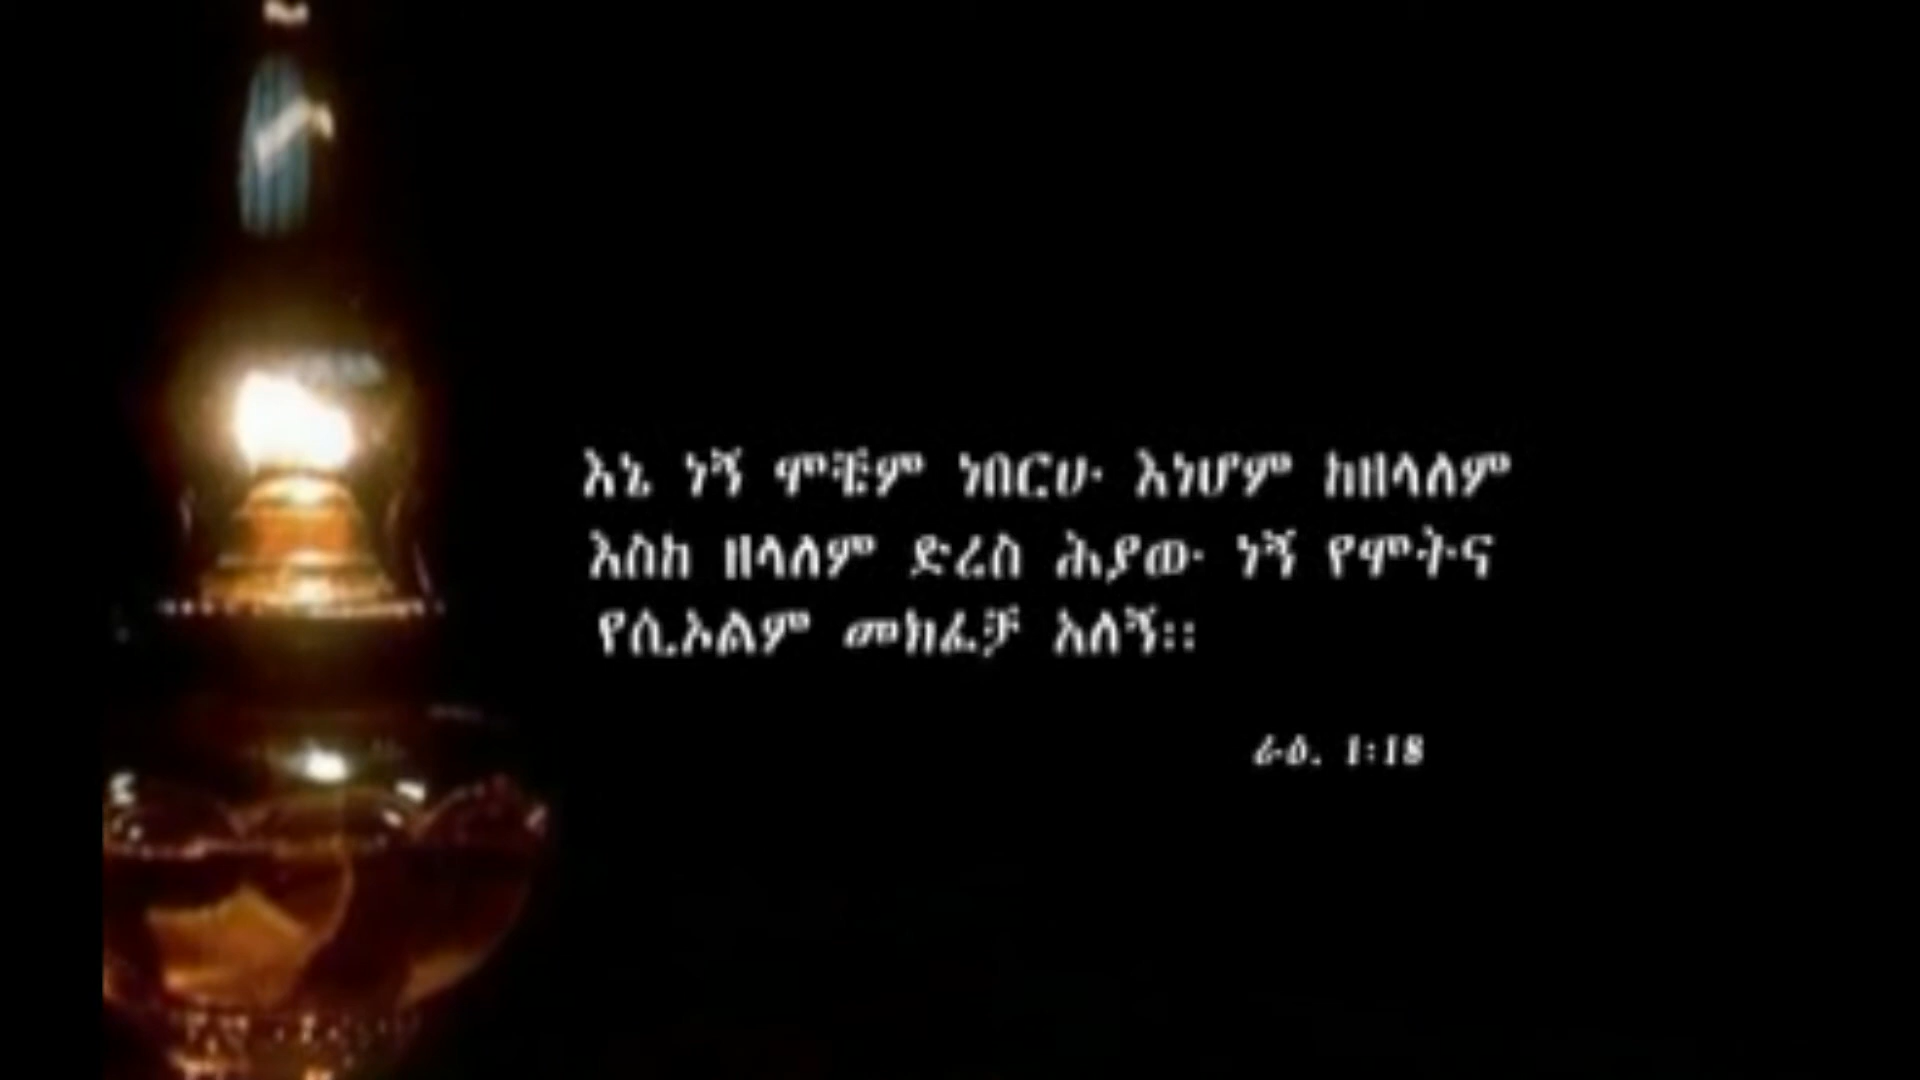 እኔ ነኝ ሞቼም ነበርሁ እነሆም ከዘላለም
እስከ ዘላለም ድረስ ሕያው ነኝ የሞትና
የሲኦልም መክፈቻ አለኝ፡፡
ራዕ. 1፡18